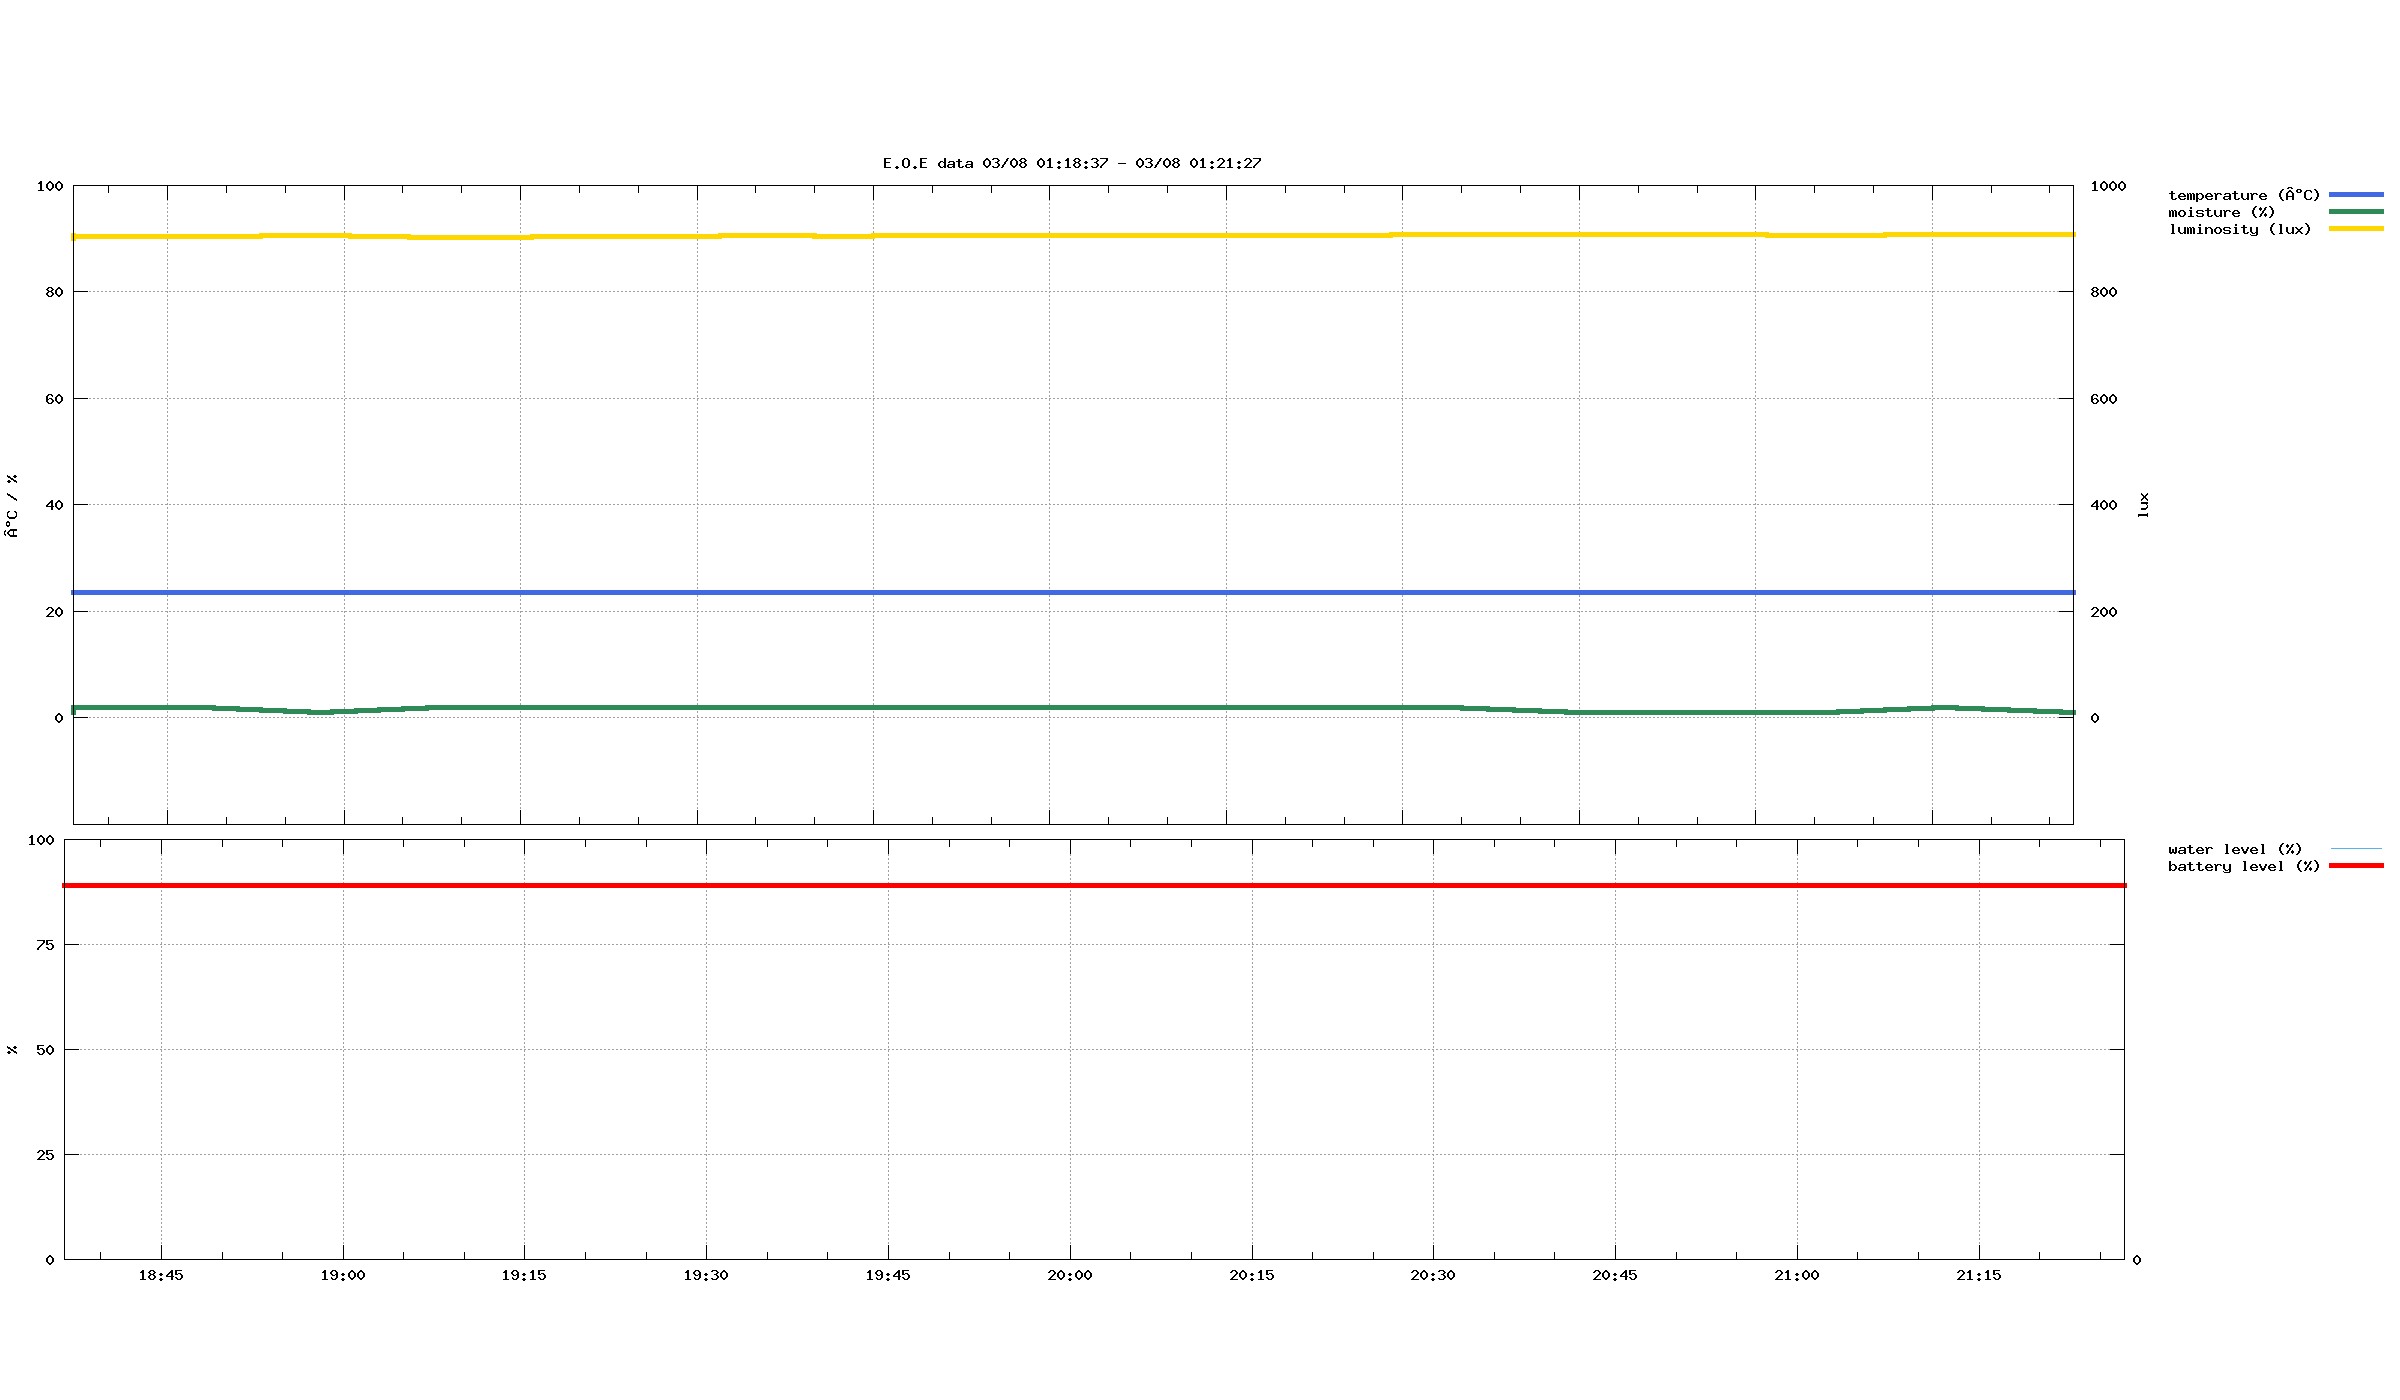 E.O.E data 03/08 01:18:37 - 03/08 01:21:27
100
80
60
40
20
0
Â°C / %
1000
800
600
400
200
0
lux
temperature (Â°C)
moisture (%)
luminosity (lux)
100
75
50
25
0
%
0
water level (%)
battery level (%)
18:45 19:00 19:15 19:30 19:45 20:00 20:15 20:30 20:45 21:00 21:15